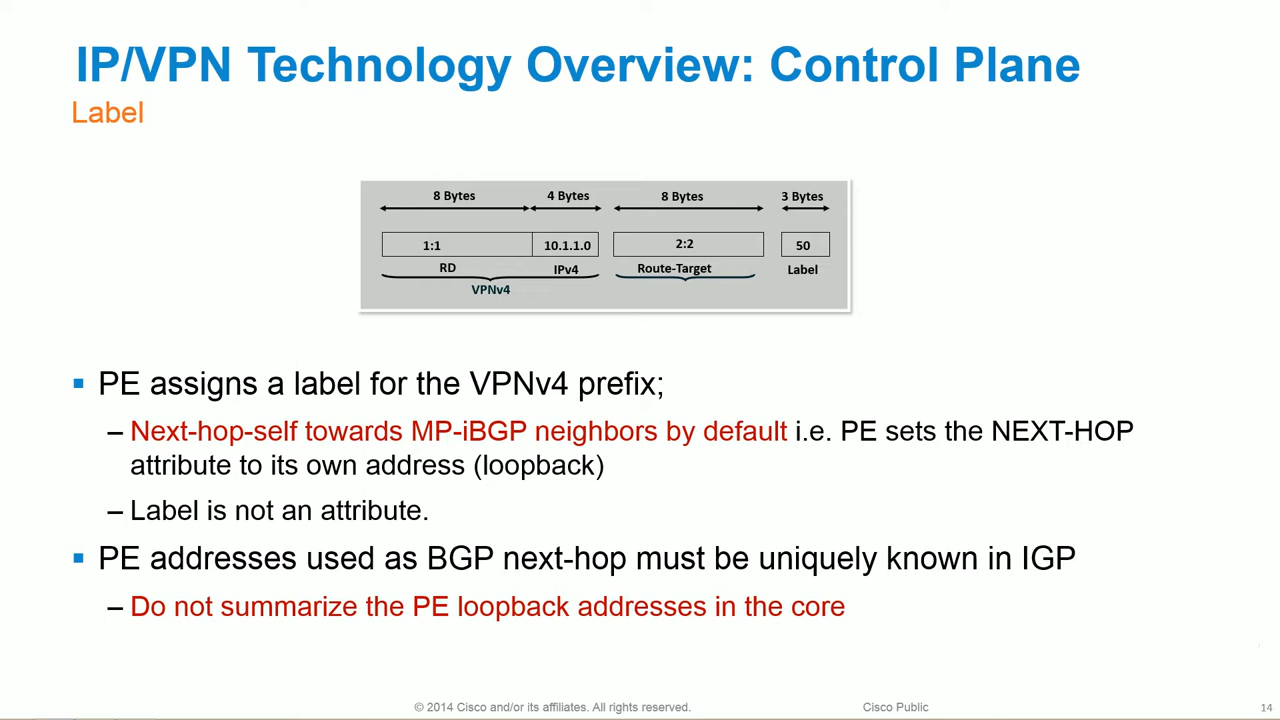 IP/VPN Technology Overview: Control Plane
Label
8 Bytes 4 Bytes 8 Bytes 3 Bytes
1:1 10.1.1.0 2:2 50
RD IPv4 Route-Target Label
VPNv4
PE assigns a label for the VPNv4 prefix;
– Next-hop-self towards MP-iBGP neighbors by default i.e. PE sets the NEXT-HOP
attribute to its own address (loopback)
– Label is not an attribute.
PE addresses used as BGP next-hop must be uniquely known in IGP
– Do not summarize the PE loopback addresses in the core
© 2014 Cisco and/or its affiliates. All rights reserved. Cisco Public 14